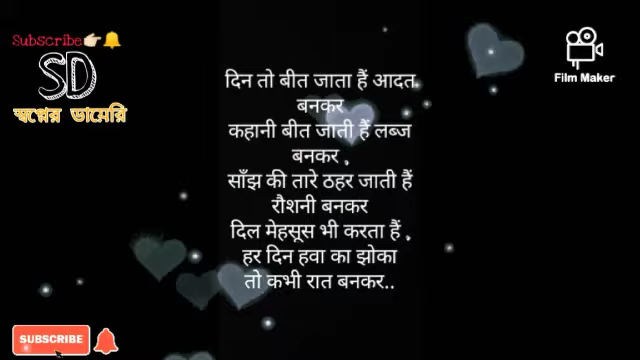 Subscribe👉🏻🔔
SD
স্বপ্নের ডায়েরি
Film Maker
दिन तो बीत जाता हैं आदत
बनकर
कहानी बीत जाती हैं लब्ज
बनकर ,
साँझ की तारे ठहर जाती हैं
रौशनी बनकर
दिल मेहसूस भी करता हैं ,
हर दिन हवा का झोका
तो कभी रात बनकर..
SUBSCRIBE